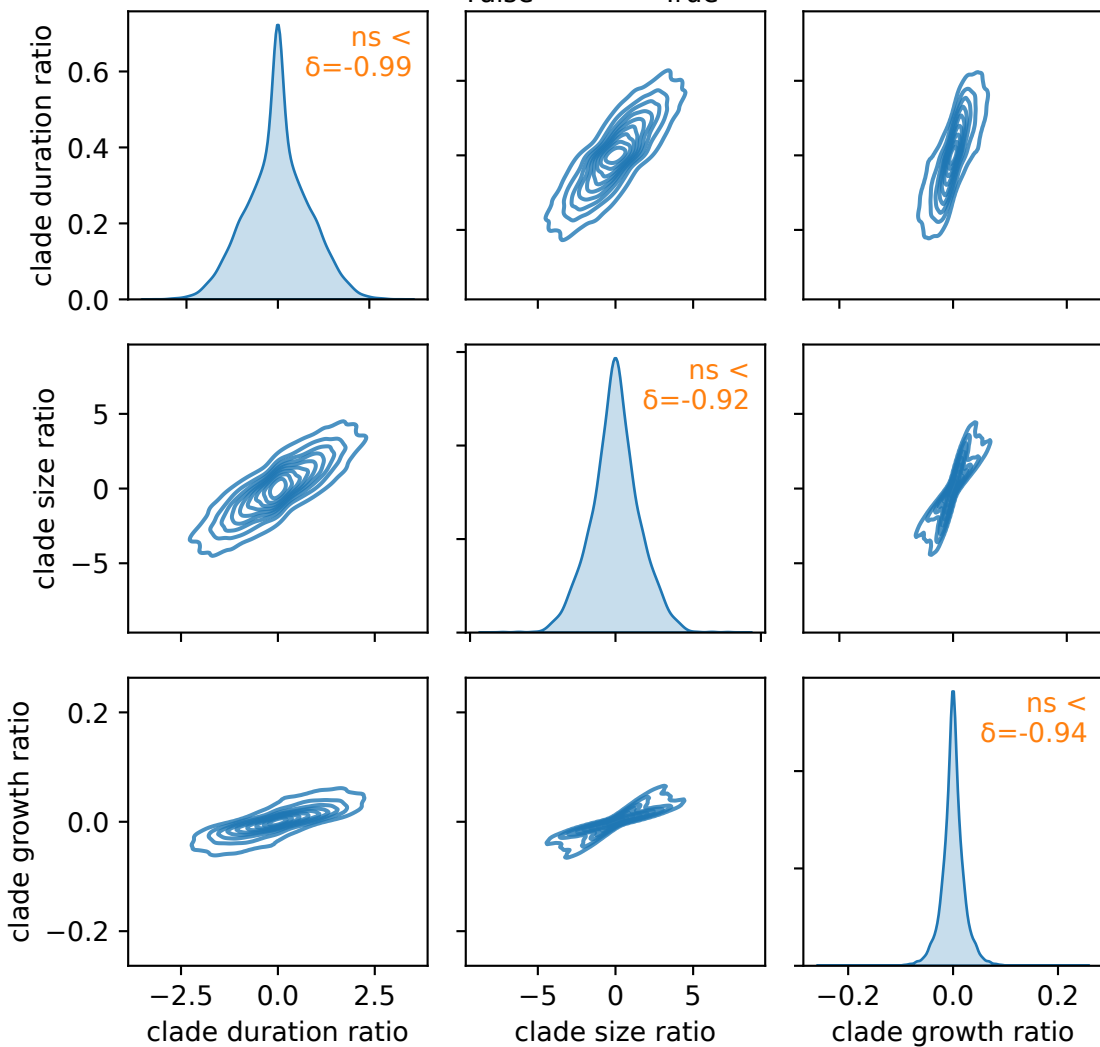 clade duration ratio
0.6
0.4
0.2
0.0
ns <
δ=-0.99
clade size ratio
5
0
−5
ns <
δ=-0.92
clade growth ratio
0.2
0.0
−0.2
ns <
δ=-0.94
−2.5 0.0 2.5
−5 0 5
−0.2 0.0 0.2
clade duration ratio
clade size ratio
clade growth ratio